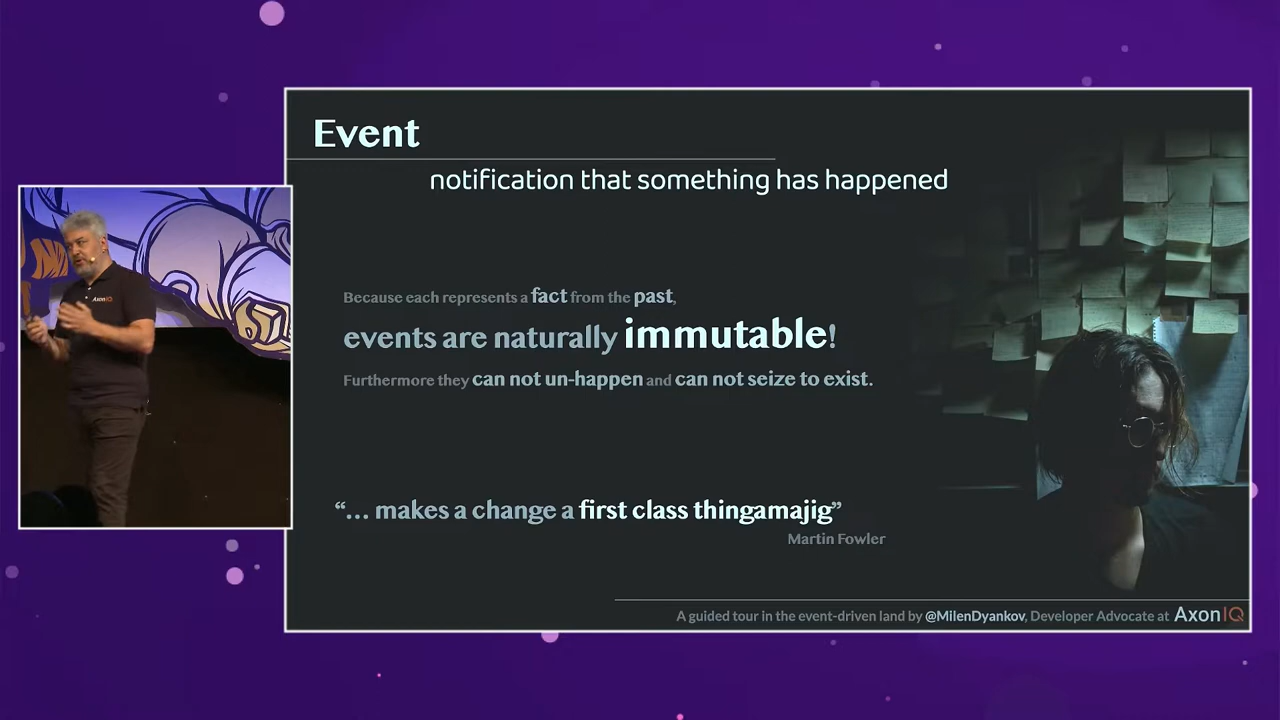 Event
notification that something has happened
Because each represents a fact from the past,
events are naturally immutable!
Furthermore they can not un-happen and can not seize to exist.
“... makes a change a first class thingamajig”
Martin Fowler
A guided tour in the event-driven land by @MilenDyankov, Developer Advocate at AxonIQ
AxonIQ